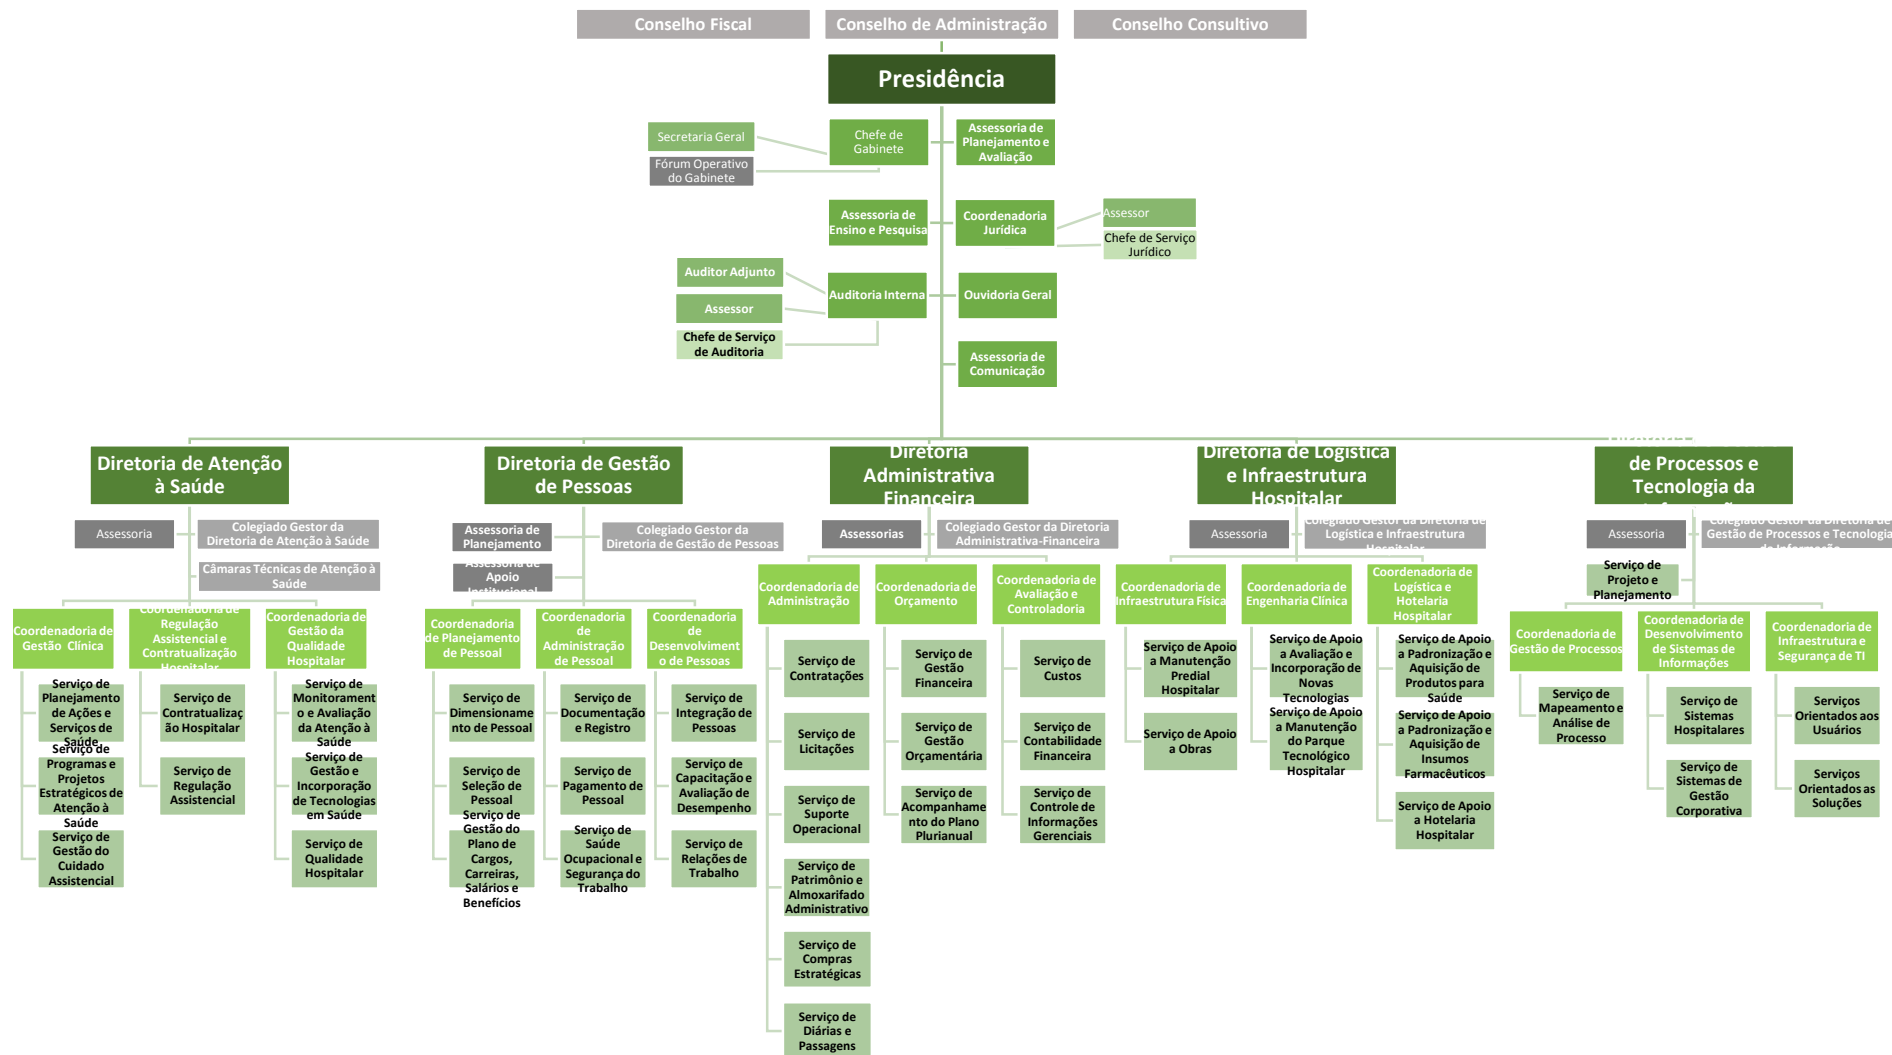 Conselho Fiscal
Conselho de Administração
Conselho Consultivo
Presidência
Secretaria Geral
Fórum Operativo
do Gabinete
Chefe de
Gabinete
Assessoria de
Planejamento e
Avaliação
Assessoria de
Ensino e Pesquisa
Coordenadoria
Jurídica
Assessor
Chefe de Serviço
Jurídico
Auditor Adjunto
Assessor
Chefe de Serviço
de Auditoria
Auditoria Interna
Ouvidoria Geral
Assessoria de
Comunicação
Diretoria de Atenção
à Saúde
Assessoria
Colegiado Gestor da
Diretoria de Atenção à Saúde
Câmaras Técnicas de Atenção à
Saúde
Coordenadoria de
Gestão Clínica
Serviço de
Planejamento
de Ações e
Serviços de
Saúde
Serviço de
Programas e
Projetos
Estratégicos de
Atenção à
Saúde
Serviço de
Gestão do
Cuidado
Assistencial
Coordenadoria de
Regulação
Assistencial e
Contratualização
Hospitalar
Serviço de
Contratualizaç
ão Hospitalar
Serviço de
Regulação
Assistencial
Coordenadoria de
Gestão da
Qualidade
Hospitalar
Serviço de
Monitorament
o e Avaliação
da Atenção à
Saúde
Serviço de
Gestão e
Incorporação
de Tecnologias
em Saúde
Serviço de
Qualidade
Hospitalar
Diretoria de Gestão
de Pessoas
Assessoria de
Planejamento
Colegiado Gestor da
Diretoria de Gestão de Pessoas
Assessoria de
Apoio
Institucional
Coordenadoria
de Planejamento
de Pessoal
Serviço de
Dimensioname
nto de Pessoal
Serviço de
Seleção de
Pessoal
Serviço de
Gestão do
Plano de
Cargos,
Carreiras,
Salários e
Benefícios
Coordenadoria
de
Administração
de Pessoal
Serviço de
Documentação
e Registro
Serviço de
Pagamento de
Pessoal
Serviço de
Saúde
Ocupacional e
Segurança do
Trabalho
Coordenadoria
de
Desenvolviment
o de Pessoas
Serviço de
Integração de
Pessoas
Serviço de
Capacitação e
Avaliação de
Desempenho
Serviço de
Relações de
Trabalho
Diretoria
Administrativa
Financeira
Assessorias
Colegiado Gestor da Diretoria
Administrativa-Financeira
Coordenadoria de
Administração
Serviço de
Contratações
Serviço de
Licitações
Serviço de
Suporte
Operacional
Serviço de
Patrimônio e
Almoxarifado
Administrativo
Serviço de
Compras
Estratégicas
Serviço de
Diárias e
Passagens
Coordenadoria de
Orçamento
Serviço de
Gestão
Financeira
Serviço de
Gestão
Orçamentária
Serviço de
Acompanhame
nto do Plano
Plurianual
Coordenadoria de
Avaliação e
Controladoria
Serviço de
Custos
Serviço de
Contabilidade
Financeira
Serviço de
Controle de
Informações
Gerenciais
Diretoria de Logística
e Infraestrutura
Hospitalar
Assessoria
Colegiado Gestor da Diretoria de
Logística e Infraestrutura
Hospitalar
Coordenadoria de
Infraestrutura Física
Serviço de Apoio
a Manutenção
Predial
Hospitalar
Serviço de Apoio
a Obras
Coordenadoria de
Engenharia Clínica
Serviço de Apoio
a Avaliação e
Incorporação de
Novas
Tecnologias
Serviço de Apoio
a Manutenção
do Parque
Tecnológico
Hospitalar
Coordenadoria de
Logística e
Hotelaria
Hospitalar
Serviço de Apoio
a Padronização e
Aquisição de
Produtos para
Saúde
Serviço de Apoio
a Padronização e
Aquisição de
Insumos
Farmacêuticos
Serviço de Apoio
a Hotelaria
Hospitalar
de Processos e
Tecnologia da
Assessoria
Colegiado Gestor da Diretoria de
Gestão de Processos e Tecnologia
da Informação
Serviço de
Projeto e
Planejamento
Coordenadoria de
Gestão de Processos
Serviço de
Mapeamento e
Análise de
Processo
Coordenadoria de
Desenvolvimento
de Sistemas de
Informações
Serviço de
Sistemas
Hospitalares
Serviço de
Sistemas de
Gestão
Corporativa
Coordenadoria de
Infraestrutura e
Segurança de TI
Serviços
Orientados aos
Usuários
Serviços
Orientados as
Soluções